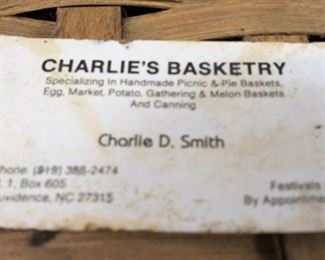 CHARLIE'S BASKETRY
Specializing In Handmade Picnic & Pie Baskets,
Egg, Market, Potato, Gathering & Melon Baskets
And Canning
Charlie D. Smith
hone (919) 388-2474
. 1, Box 605
ovidence, NC 27315
Festivals
By Appointmen